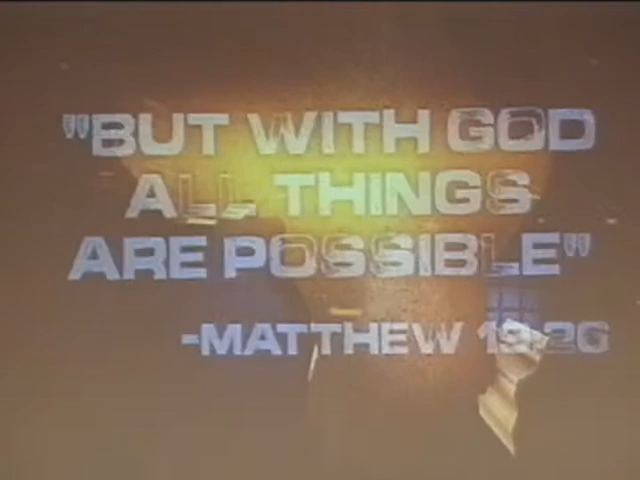 "BUT WITH GOD
ALL THINGS
ARE POSSIBLE"
-MATTHEW 19:26